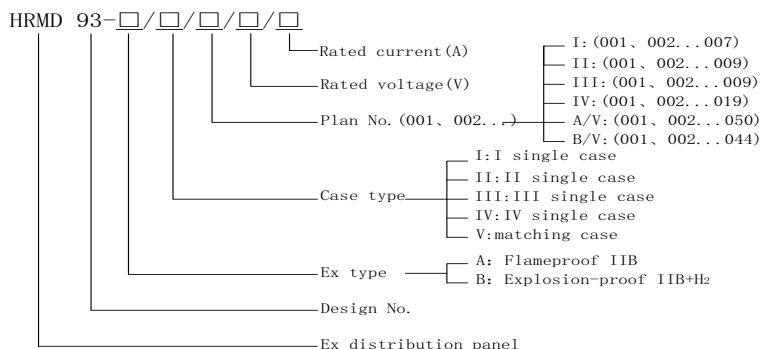 HRMD 93-□/□/□/□/□
Rated current(A)
Rated voltage(V)
Plan No.(001、002...)
I:(001、002...007)
II:(001、002...009)
III:(001、002...009)
IV:(001、002...019)
A/V:(001、002...050)
B/V:(001、002...044)
Case type
I:I single case
II:II single case
III:III single case
IV:IV single case
V:matching case
Ex type
A: Flameproof IIB
B: Explosion-proof IIB+H₂
Design No.
Ex distribution panel